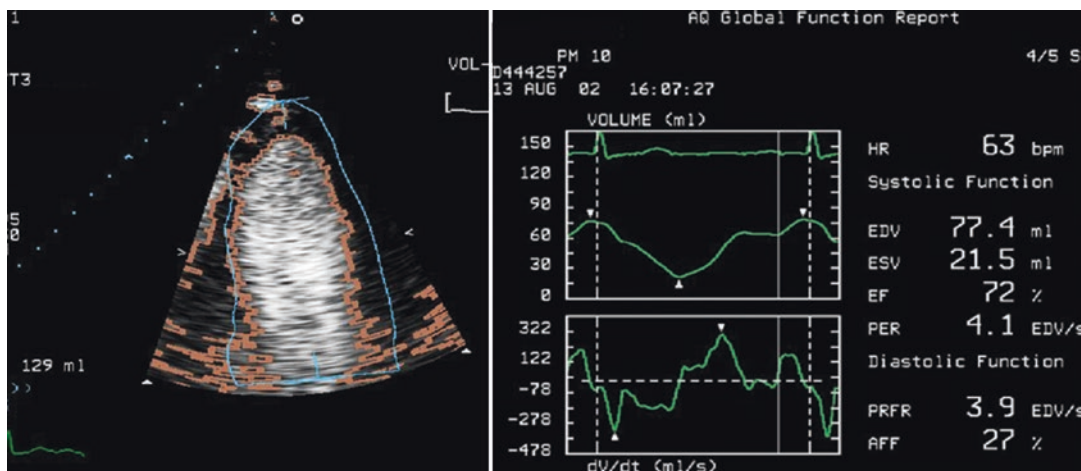 1
T3
VOL-
5
0
129 ml
AQ Global Function Report
PM 10
4/5 S
D444257
13 AUG 02 16:07:27
VOLUME (ml)
150
120
90
60
30
0
322
122
-78
-278
-478
dV/dt (ml/s)
HR 63 bpm
Systolic Function
EDV 77.4 ml
ESV 21.5 ml
EF 72 %
PER 4.1 EDV/s
Diastolic Function
PRFR 3.9 EDV/s
AFF 27 %